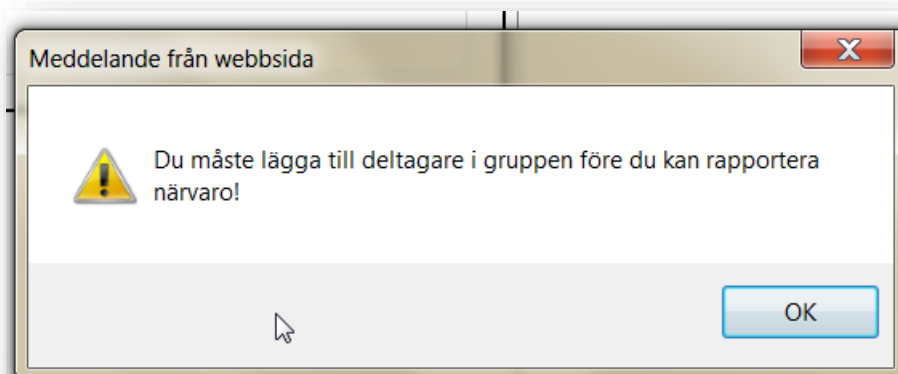 Meddelande från webbsida
Du måste lägga till deltagare i gruppen före du kan rapportera
närvaro!
OK